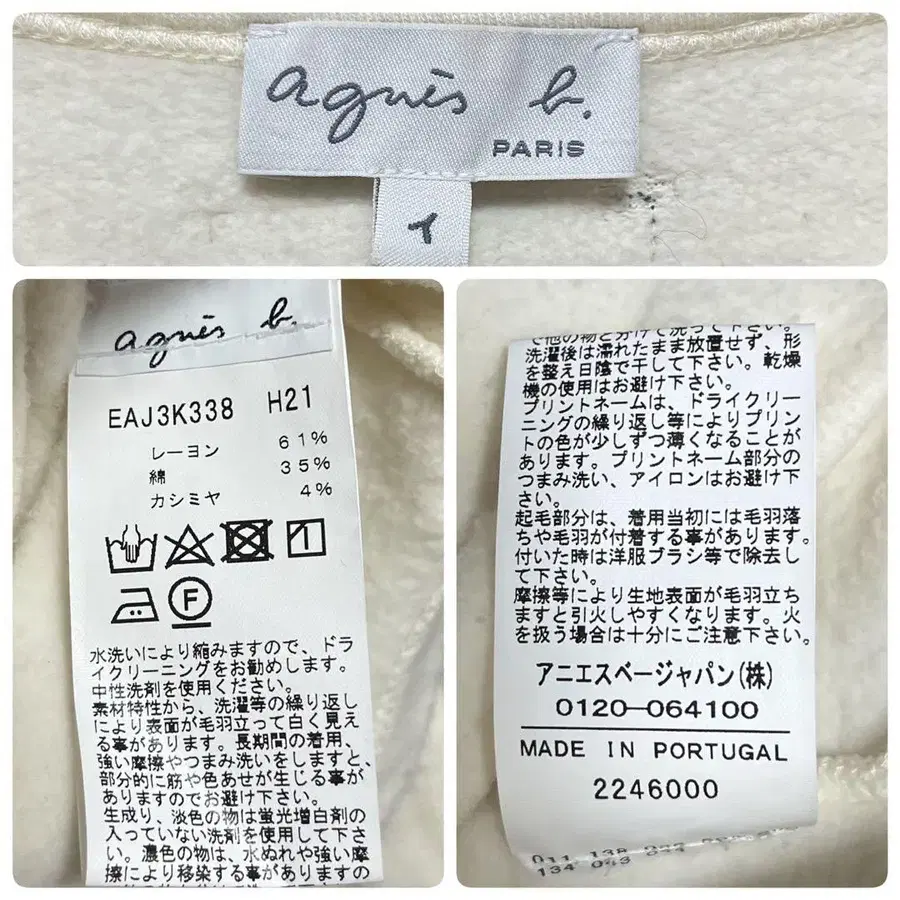 agnès b.
PARIS
1
agnès b.
EAJ3K338 H21
レーヨン 61%
綿 35%
カシミヤ 4%
1
F
水洗いにより縮みますので、ドラ
イクリーニングをお勧めします。
中性洗剤を使用ください。
素材特性から、洗濯等の繰り返し
により表面が毛羽立って白く見え
る事があります。長期間の着用、
強い摩擦やつまみ洗いをしますと、
部分的に筋や色あせが生じる事が
ありますのでお避け下さい。
生成り、淡色の物は蛍光増白剤の
入っていない洗剤を使用して下さ
い。濃色の物は、水ぬれや強い摩
擦により移染する事がありますの
で他の物と分けて洗って下さい。
洗濯後は濡れたまま放置せず、形
を整え日陰で干して下さい。乾燥
機の使用はお避け下さい。
プリントネームは、ドライクリー
ニングの繰り返し等によりプリン
トの色が少しずつ薄くなることが
あります。プリントネーム部分の
つまみ洗い、アイロンはお避け下
さい。
起毛部分は、着用当初には毛羽落
ちや毛羽が付着する事があります。
付いた時は洋服ブラシ等で除去し
て下さい。
摩擦等により生地表面が毛羽立ち
ますと引火しやすくなります。火
を扱う場合は十分にご注意下さい。
アニエスベージャパン(株)
0120-064100
MADE IN PORTUGAL
2246000
011 138
134 043 044